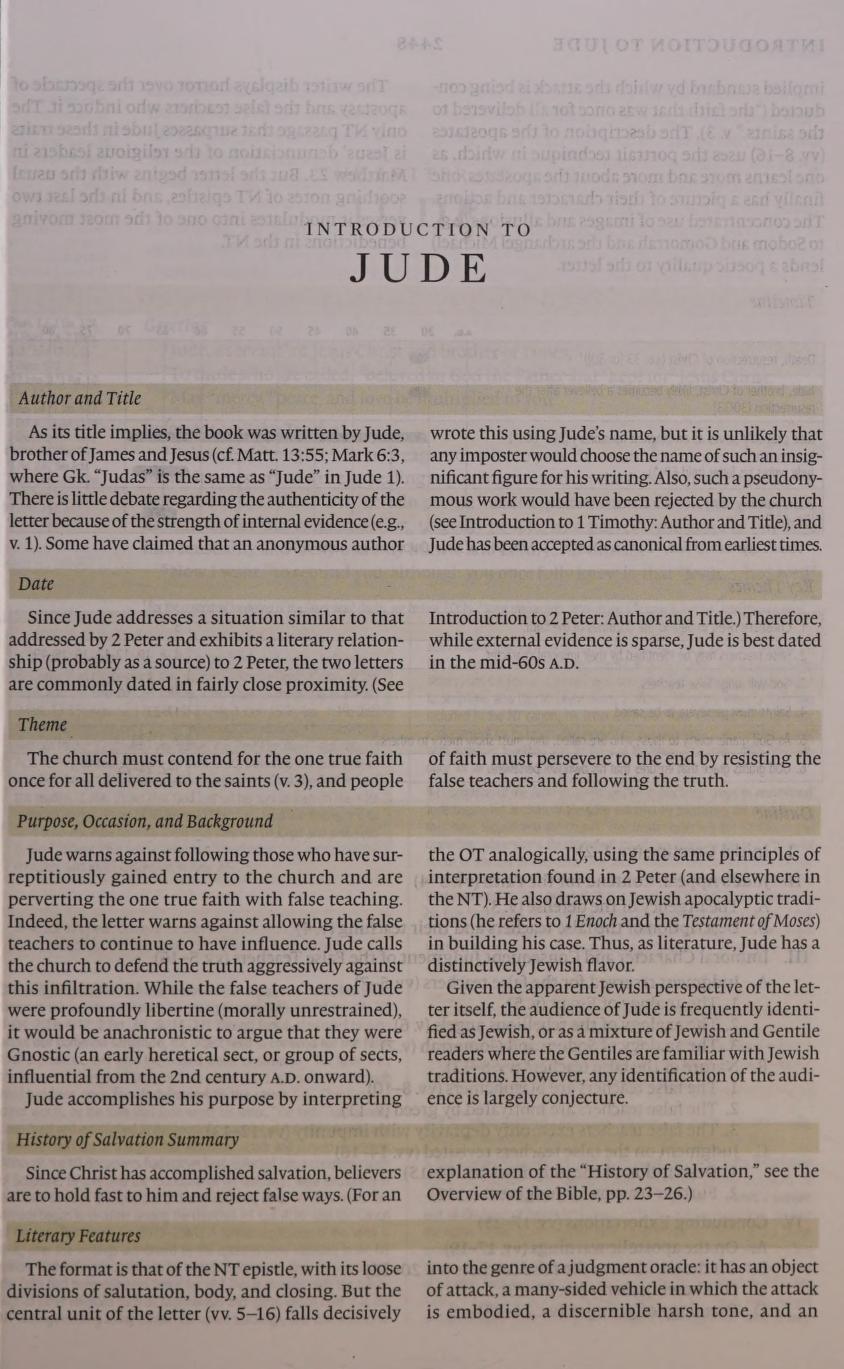 INTRODUCTION TO
JUDE
Author and Title
As its title implies, the book was written by Jude,
brother of James and Jesus (cf. Matt. 13:55; Mark 6:3,
where Gk. “Judas” is the same as “Jude” in Jude 1).
There is little debate regarding the authenticity of the
letter because of the strength of internal evidence (e.g.,
v. 1). Some have claimed that an anonymous author
wrote this using Jude’s name, but it is unlikely that
any imposter would choose the name of such an insig-
nificant figure for his writing. Also, such a pseudony-
mous work would have been rejected by the church
(see Introduction to 1 Timothy: Author and Title), and
Jude has been accepted as canonical from earliest times.
Date
Since Jude addresses a situation similar to that
addressed by 2 Peter and exhibits a literary relation-
ship (probably as a source) to 2 Peter, the two letters
are commonly dated in fairly close proximity. (See
Introduction to 2 Peter: Author and Title.) Therefore,
while external evidence is sparse, Jude is best dated
in the mid-60s A.D.
Theme
The church must contend for the one true faith
once for all delivered to the saints (v. 3), and people
of faith must persevere to the end by resisting the
false teachers and following the truth.
Purpose, Occasion, and Background
Jude warns against following those who have sur-
reptitiously gained entry to the church and are
perverting the one true faith with false teaching.
Indeed, the letter warns against allowing the false
teachers to continue to have influence. Jude calls
the church to defend the truth aggressively against
this infiltration. While the false teachers of Jude
were profoundly libertine (morally unrestrained),
it would be anachronistic to argue that they were
Gnostic (an early heretical sect, or group of sects,
influential from the 2nd century A.D. onward).
Jude accomplishes his purpose by interpreting
the OT analogically, using the same principles of
interpretation found in 2 Peter (and elsewhere in
the NT). He also draws on Jewish apocalyptic tradi-
tions (he refers to 1 Enoch and the Testament of Moses)
in building his case. Thus, as literature, Jude has a
distinctively Jewish flavor.
Given the apparent Jewish perspective of the let-
ter itself, the audience of Jude is frequently identi-
fied as Jewish, or as a mixture of Jewish and Gentile
readers where the Gentiles are familiar with Jewish
traditions. However, any identification of the audi-
ence is largely conjecture.
History of Salvation Summary
Since Christ has accomplished salvation, believers
are to hold fast to him and reject false ways. (For an
explanation of the “History of Salvation,” see the
Overview of the Bible, pp. 23–26.)
Literary Features
The format is that of the NT epistle, with its loose
divisions of salutation, body, and closing. But the
central unit of the letter (vv. 5–16) falls decisively
into the genre of a judgment oracle: it has an object
of attack, a many-sided vehicle in which the attack
is embodied, a discernible harsh tone, and an